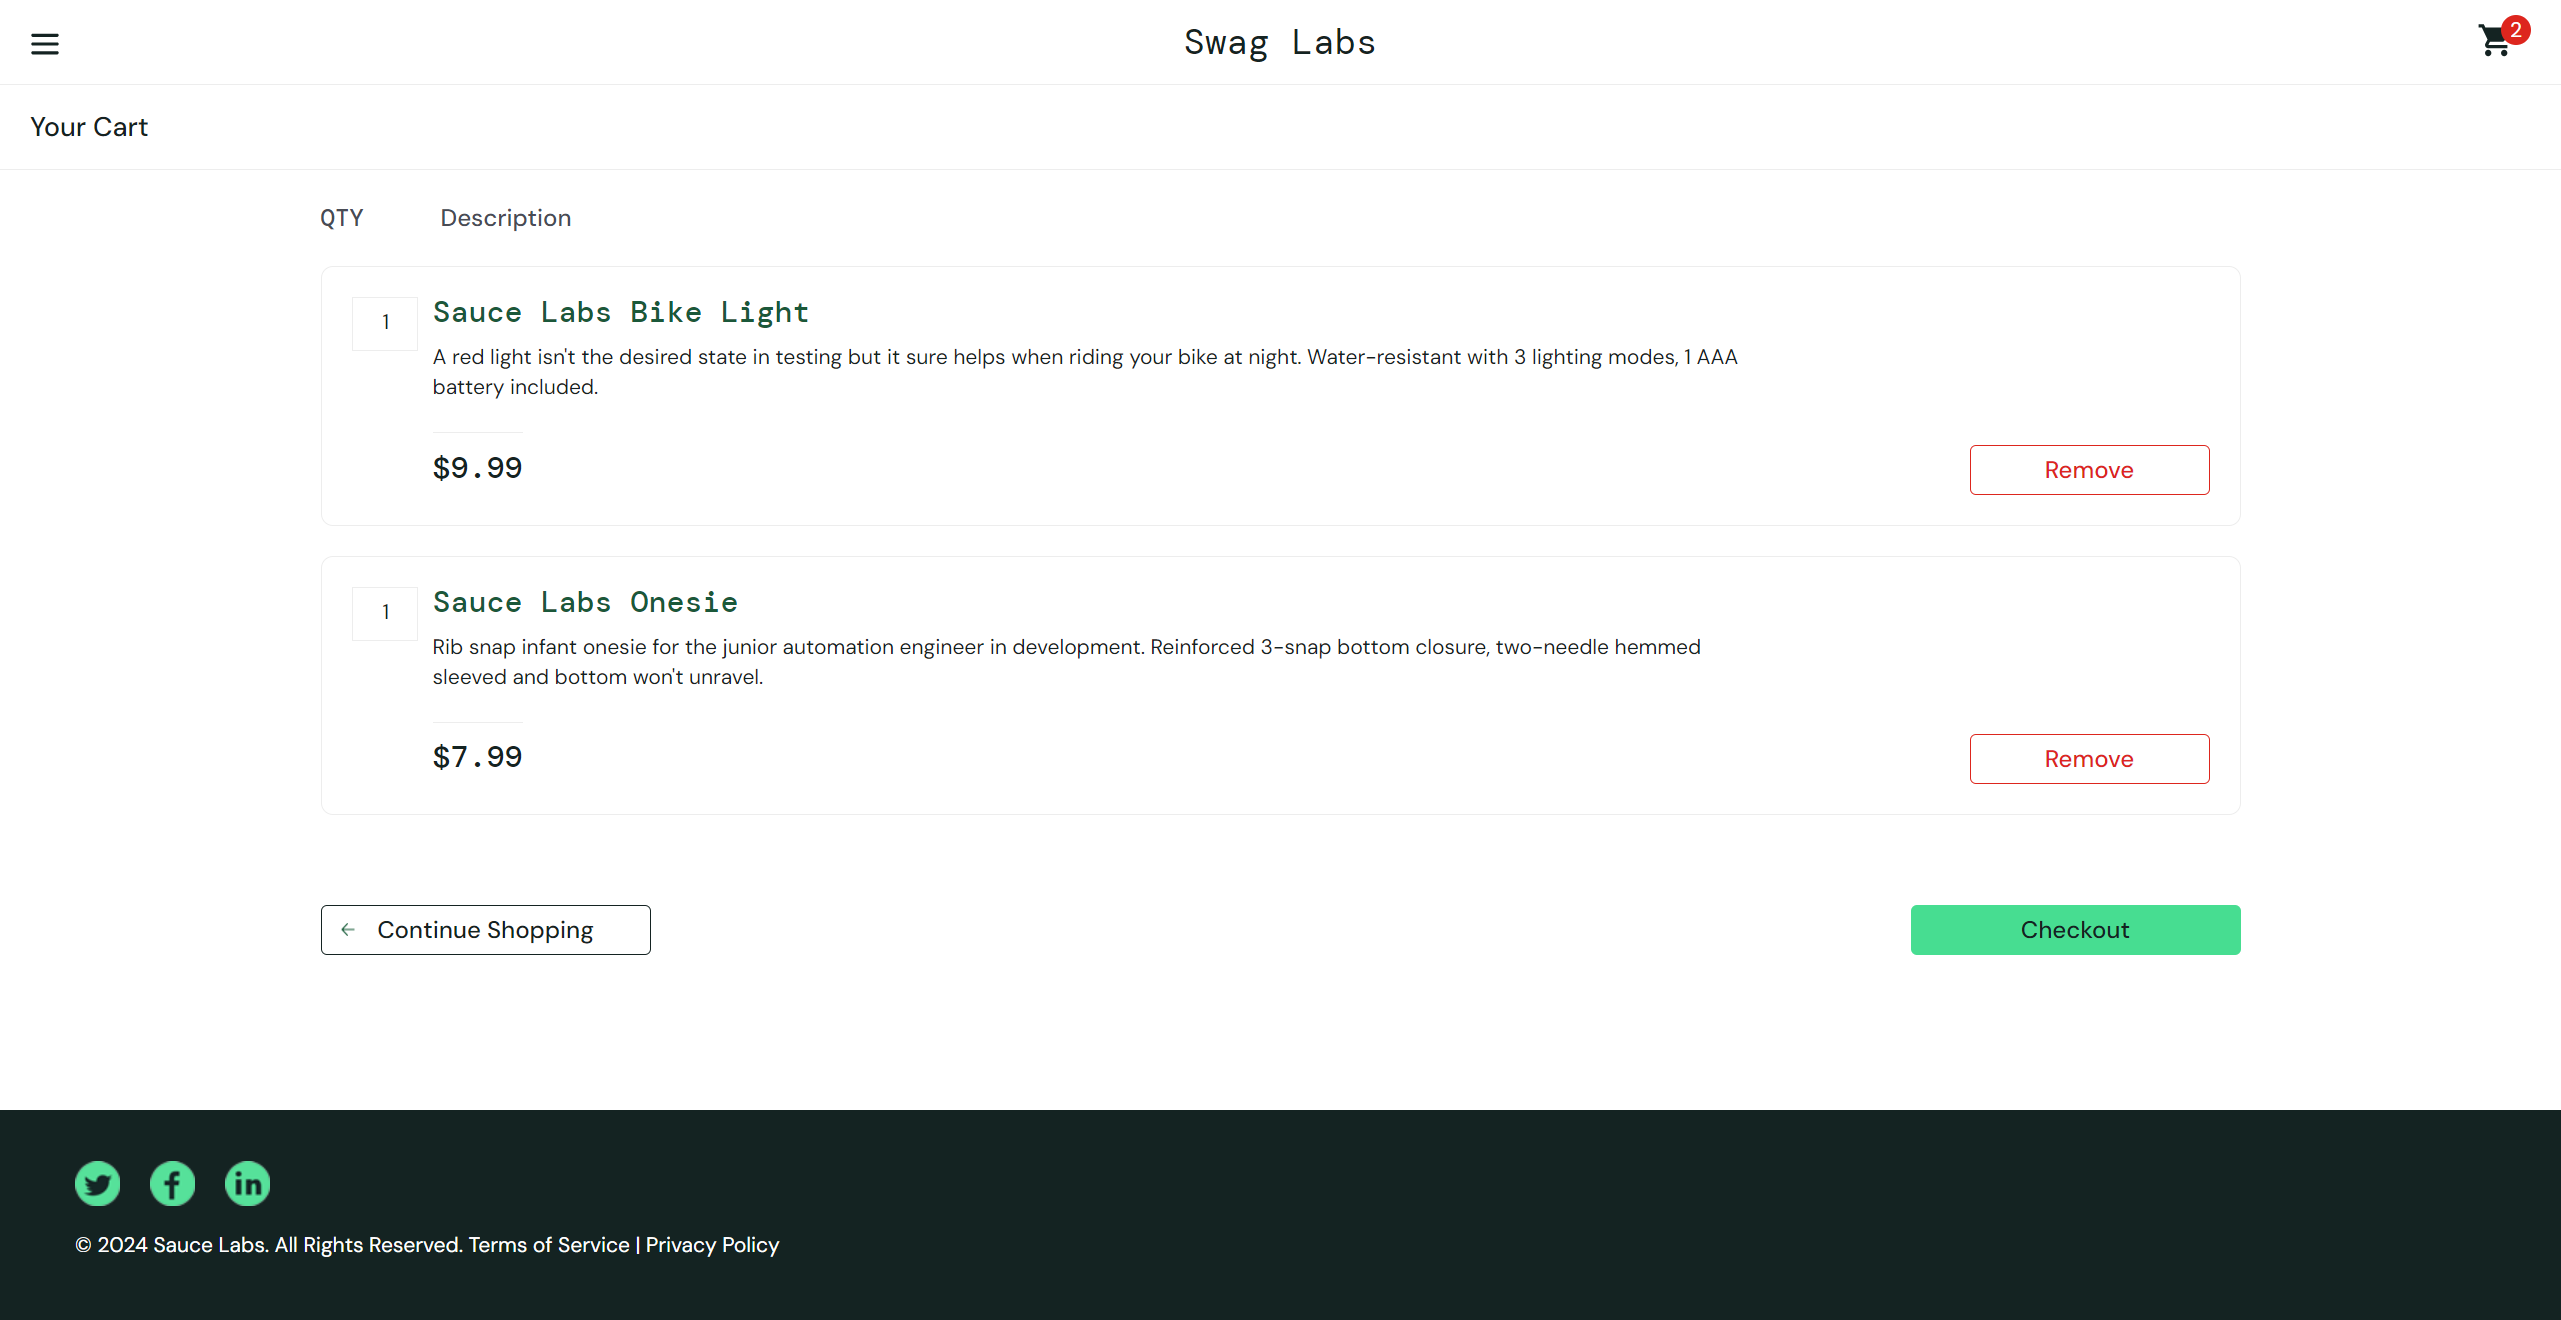 Swag Labs
2
Your Cart
QTY Description
1 Sauce Labs Bike Light
A red light isn't the desired state in testing but it sure helps when riding your bike at night. Water-resistant with 3 lighting modes, 1 AAA
battery included.
$9.99
Remove
1 Sauce Labs Onesie
Rib snap infant onesie for the junior automation engineer in development. Reinforced 3-snap bottom closure, two-needle hemmed
sleeved and bottom won't unravel.
$7.99
Remove
Continue Shopping
Checkout
© 2024 Sauce Labs. All Rights Reserved. Terms of Service | Privacy Policy